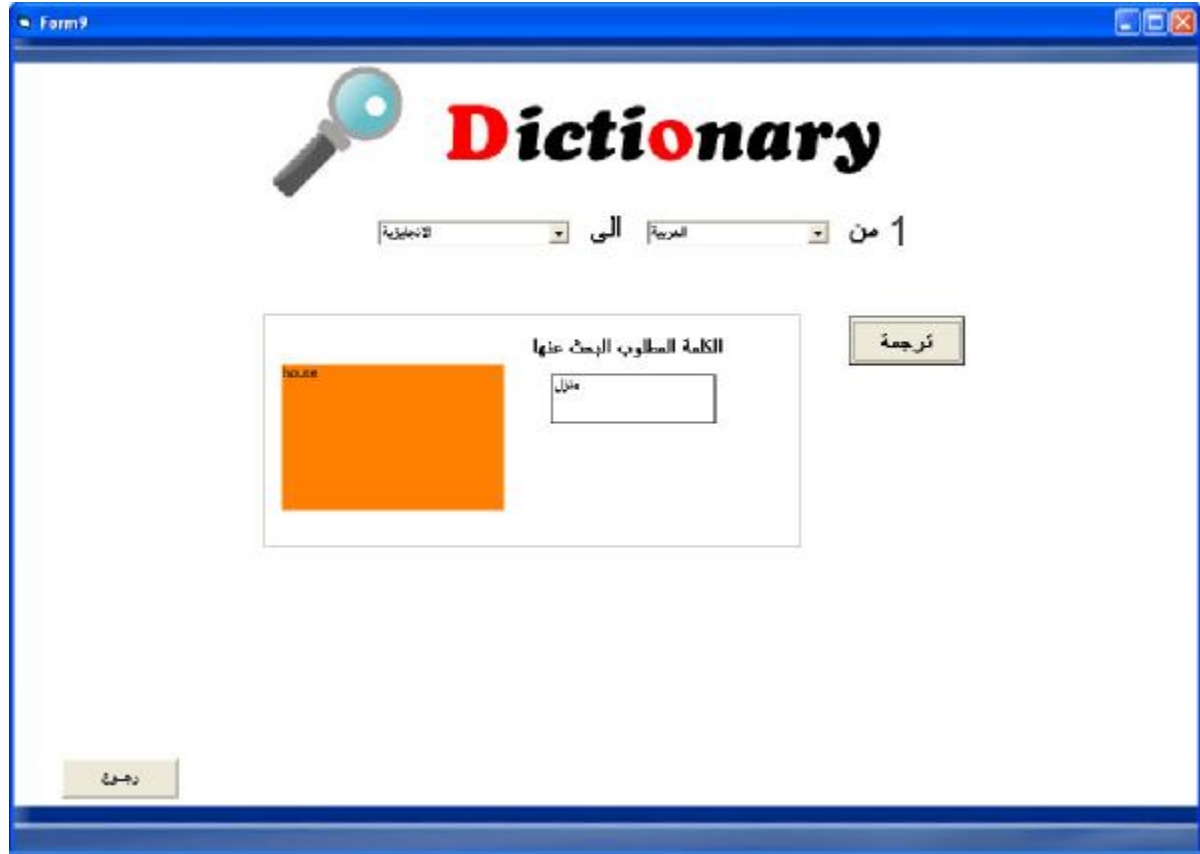 Form9
Dictionary
1 من العربية الى الانجليزية
ترجمة
الكلمة المطلوب البحث عنها
منزل
house
رجوع